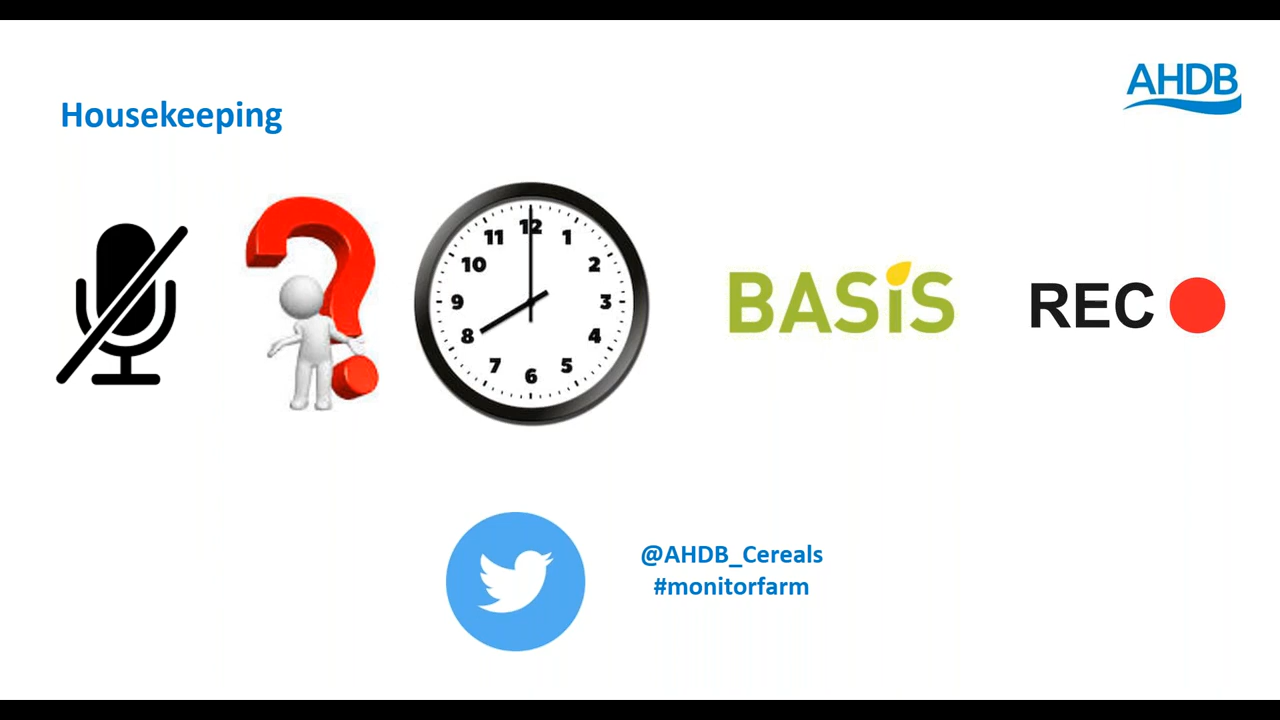 AHDB
Housekeeping
12
11 1
10 2
9 3
8 4
7 5
6
BASiS
REC
@AHDB_Cereals
#monitorfarm